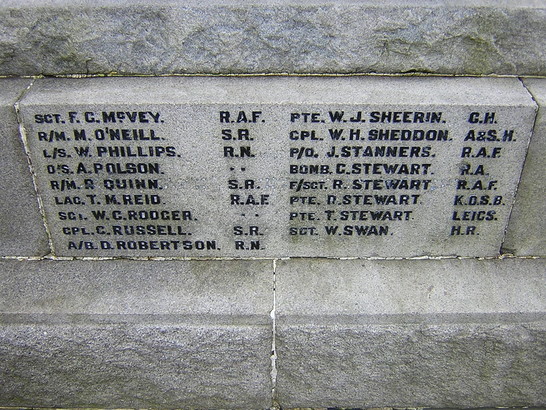 SGT. F. G. McVEY. R.A.F.
R/M. M. O'NEILL. S.R.
L/S. W. PHILLIPS. R.N.
O'S. A. POLSON. " "
R/M. P. QUINN. S.R.
LAC. T. M. REID. R.A.F.
SGT. W. G. RODGER. " "
CPL. C. RUSSELL. S.R.
A/B. D. ROBERTSON. R.N.
PTE. W. J. SHEERIN. G.H.
CPL. W. H. SHEDDON. A&S.H.
P/O. J. STANNERS. R.A.F.
BOMB. G. STEWART. R.A.
F/SGT. R. STEWART R.A.F.
PTE. D. STEWART. K.O.S.B.
PTE. T. STEWART. LEICS.
SGT. W. SWAN. H.R.